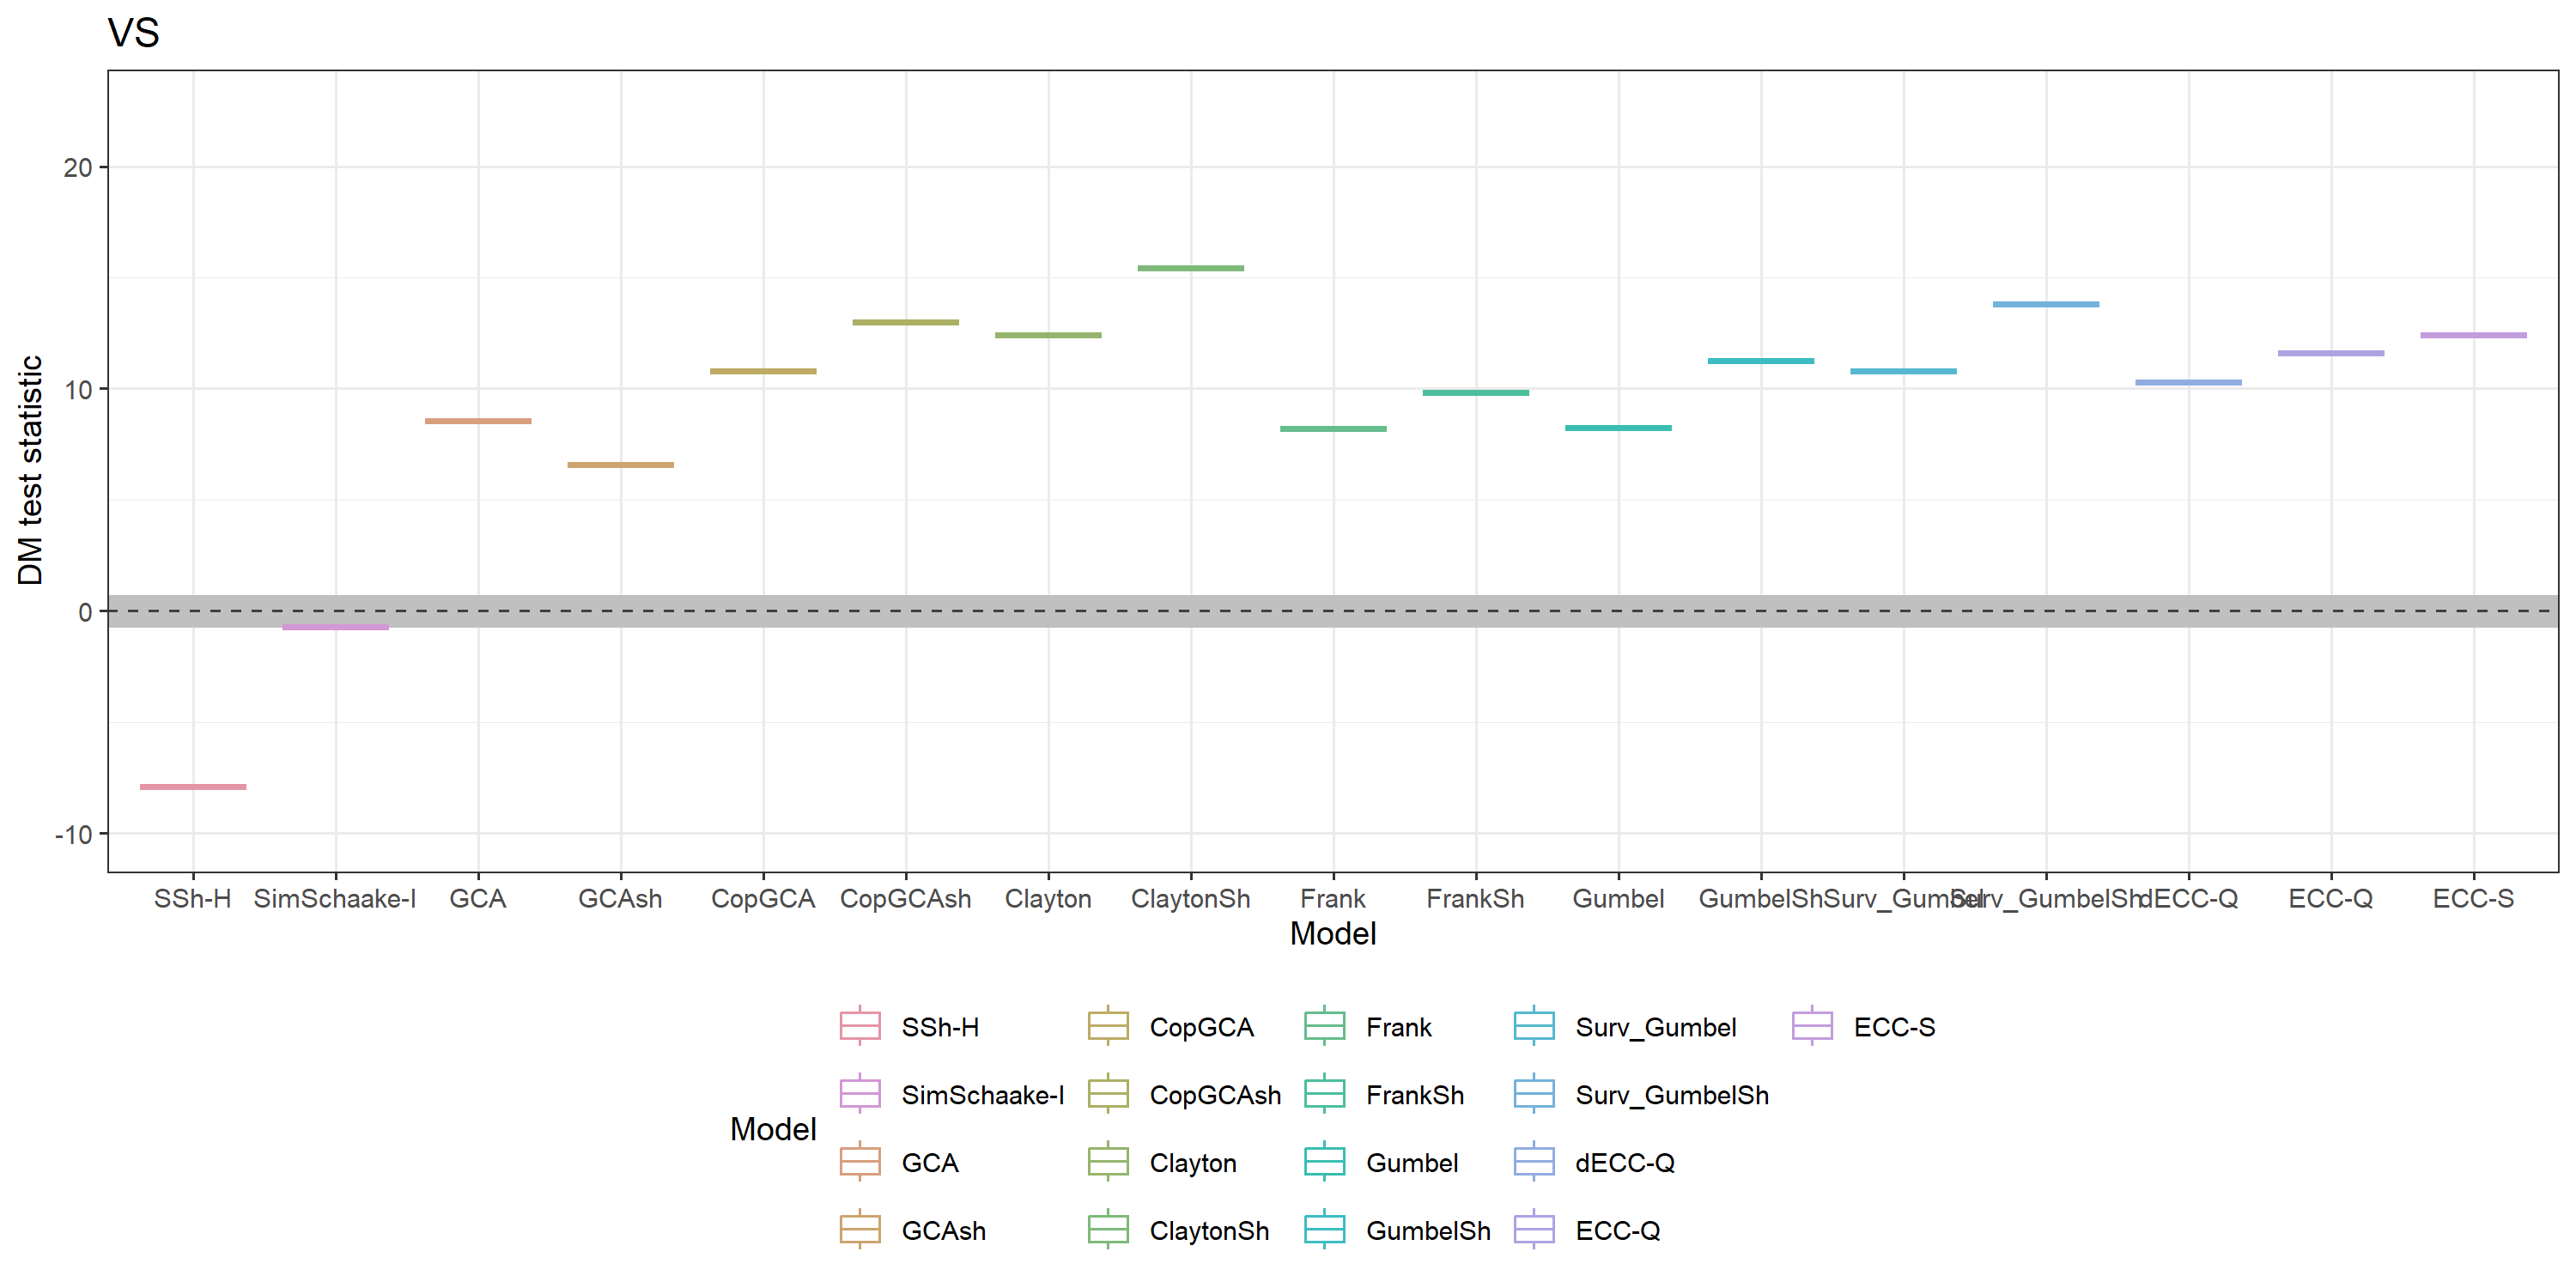 VS
DM test statistic
20
10
0
-10
SSh-H SimSchaake-I GCA GCAsh CopGCA CopGCAsh Clayton ClaytonSh Frank FrankSh Gumbel GumbelSh Surv_Gumbel Surv_GumbelSh dECC-Q ECC-Q ECC-S
Model
Model
SSh-H CopGCA Frank Surv_Gumbel ECC-S
SimSchaake-I CopGCAsh FrankSh Surv_GumbelSh
GCA Clayton Gumbel dECC-Q
GCAsh ClaytonSh GumbelSh ECC-Q